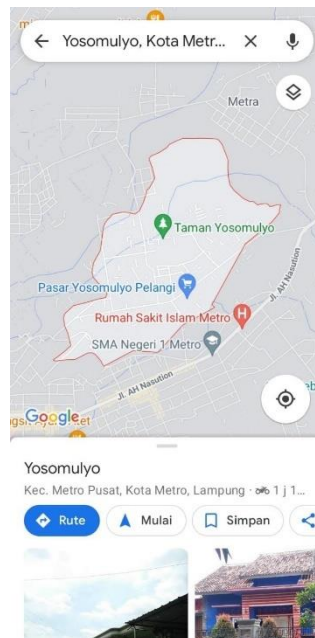 Yosomulyo, Kota Metr...
Metra
Taman Yosomulyo
Pasar Yosomulyo Pelangi
Rumah Sakit Islam Metro
SMA Negeri 1 Metro
Jl. AH Nasution
Jl. AH Nasution
Google
Yosomulyo
Kec. Metro Pusat, Kota Metro, Lampung · 1 j 1...
Rute
Mulai
Simpan